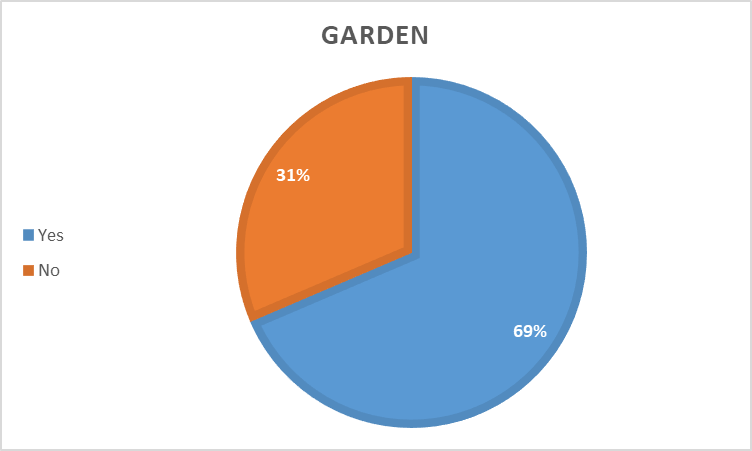 GARDEN
31%
Yes
No
69%